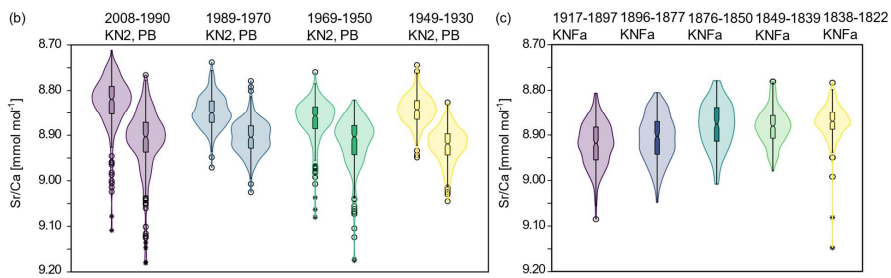 (b)
2008-1990 1989-1970 1969-1950 1949-1930
KN2, PB KN2, PB KN2, PB KN2, PB
8.70
8.80
8.90
9.00
9.10
9.20
Sr/Ca [mmol mol⁻¹]
(c)
1917-1897 1896-1877 1876-1850 1849-1839 1838-1822
KNFa KNFa KNFa KNFa KNFa
8.70
8.80
8.90
9.00
9.10
9.20
Sr/Ca [mmol mol⁻¹]